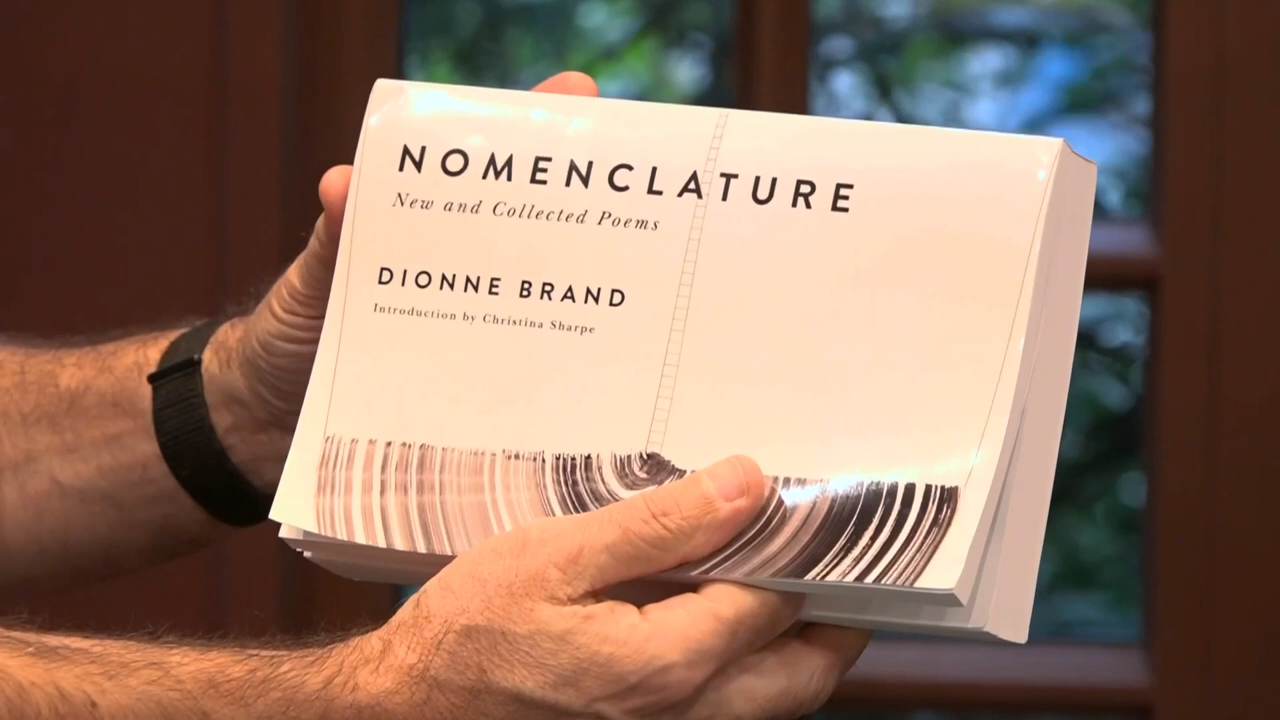 NOMENCLATURE
New and Collected Poems
DIONNE BRAND
Introduction by Christina Sharpe